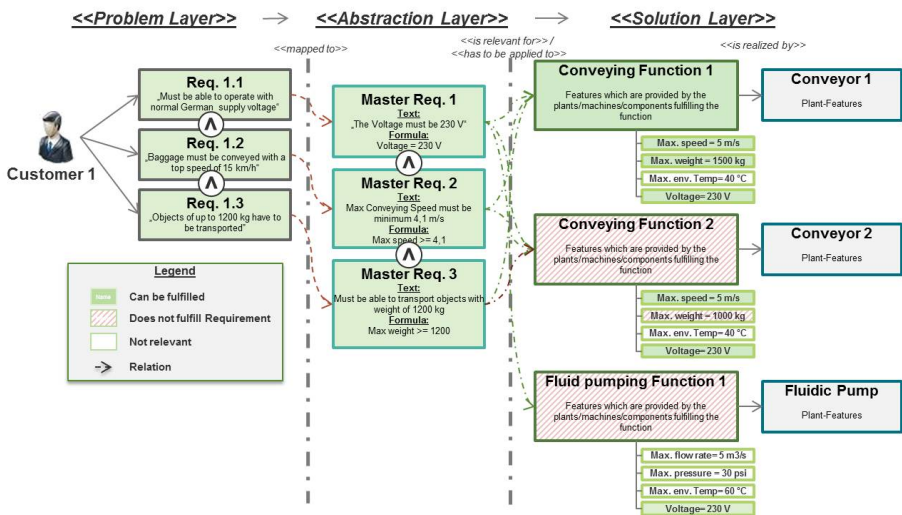 <<Problem Layer>>
<<Abstraction Layer>>
<<Solution Layer>>
<<mapped to>>
<<is relevant for>> /
<<has to be applied to>>
<<is realized by>>
Customer 1
Req. 1.1
„Must be able to operate with
normal German supply voltage“
Λ
Req. 1.2
„Baggage must be conveyed with a
top speed of 15 km/h“
Λ
Req. 1.3
„Objects of up to 1200 kg have to
be transported“
Legend
Can be fulfilled
Does not fulfill Requirement
Not relevant
Relation
Master Req. 1
Text:
„The Voltage must be 230 V“
Formula:
Voltage = 230 V
Λ
Master Req. 2
Text:
Max Conveying Speed must be
minimum 4,1 m/s
Formula:
Max speed >= 4,1
Λ
Master Req. 3
Text:
Must be able to transport objects with
weight of 1200 kg
Formula:
Max weight >= 1200
Conveying Function 1
Features which are provided by the
plants/machines/components fulfilling the
function
Max. speed = 5 m/s
Max. weight = 1500 kg
Max. env. Temp= 40 °C
Voltage= 230 V
Conveyor 1
Plant-Features
Conveying Function 2
Features which are provided by the
plants/machines/components fulfilling the
function
Max. speed = 5 m/s
Max. weight = 1000 kg
Max. env. Temp= 40°C
Voltage= 230 V
Conveyor 2
Plant-Features
Fluid pumping Function 1
Features which are provided by the
plants/machines/components fulfilling the
function
Max. flow rate= 5 m3/s
Max. pressure = 30 psi
Max. env. Temp= 60 °C
Voltage= 230 V
Fluidic Pump
Plant-Features